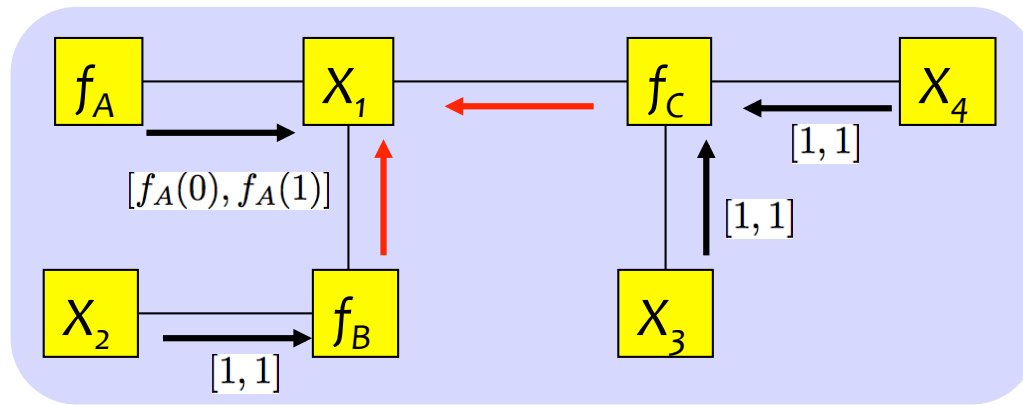 f_A
X_1
f_C
X_4
[1, 1]
[f_A(0), f_A(1)]
[1, 1]
X_2
f_B
X_3
[1, 1]